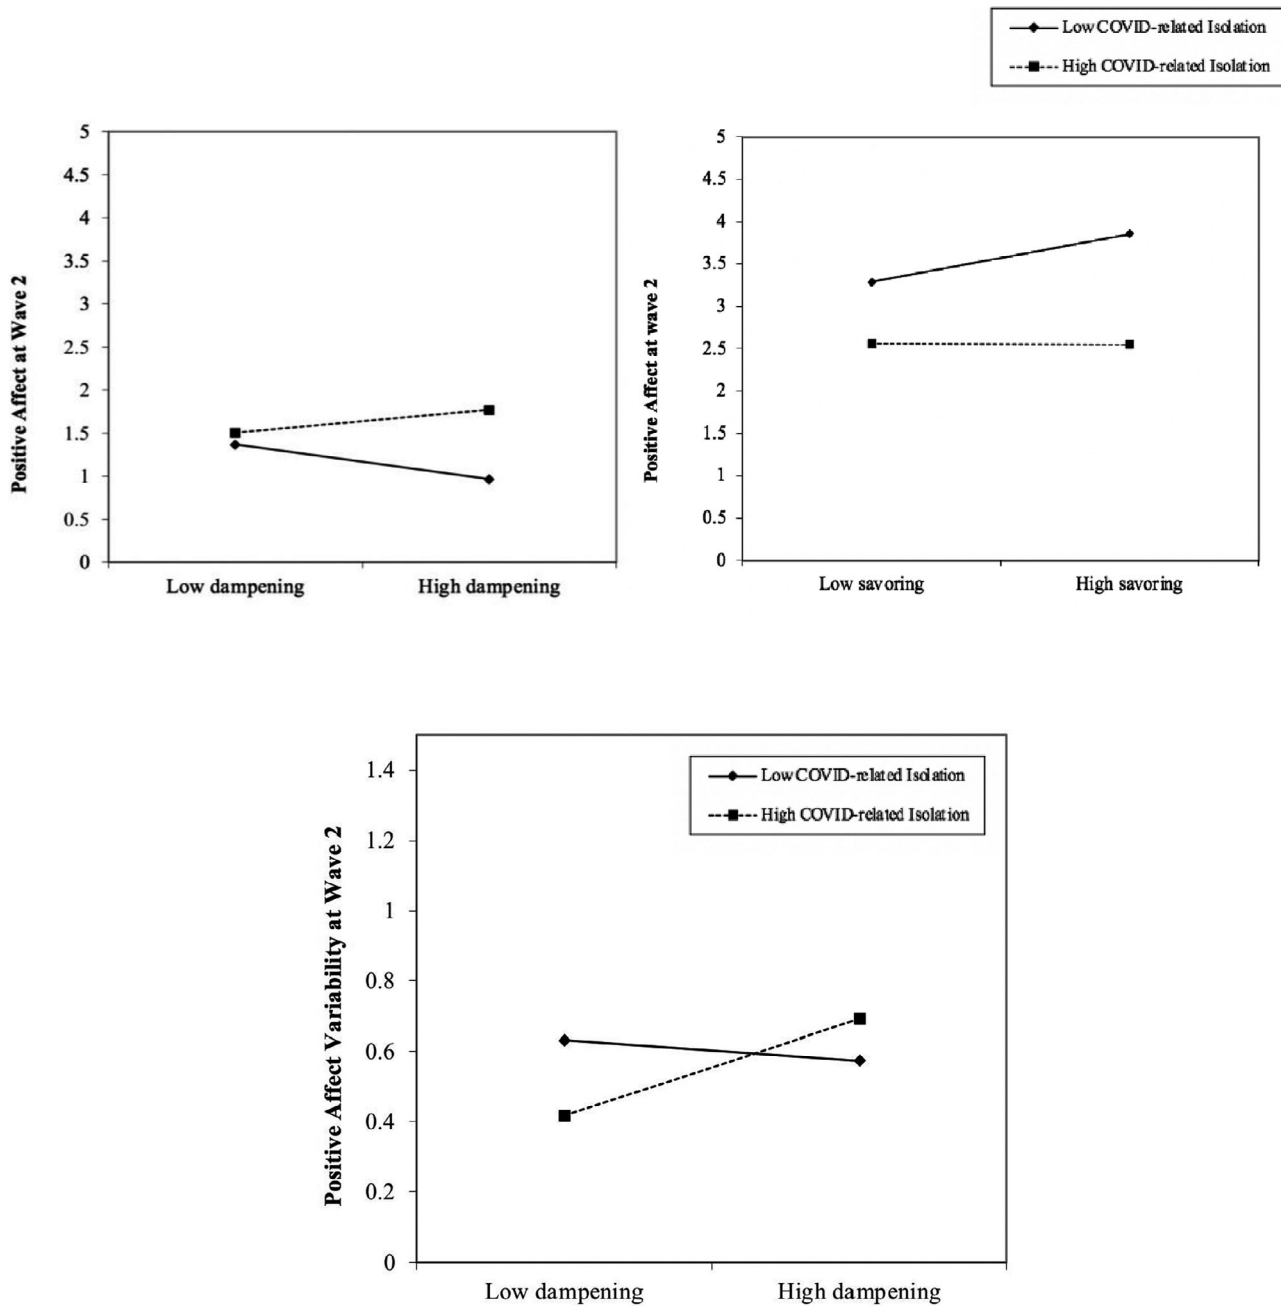 Low COVID-related Isolation
High COVID-related Isolation
5
4.5
4
3.5
3
2.5
2
1.5
1
0.5
0
Positive Affect at Wave 2
Low dampening
High dampening
5
4.5
4
3.5
3
2.5
2
1.5
1
0.5
0
Positive Affect at wave 2
Low savoring
High savoring
1.4
1.2
1
0.8
0.6
0.4
0.2
0
Positive Affect Variability at Wave 2
Low COVID-related Isolation
High COVID-related Isolation
Low dampening
High dampening